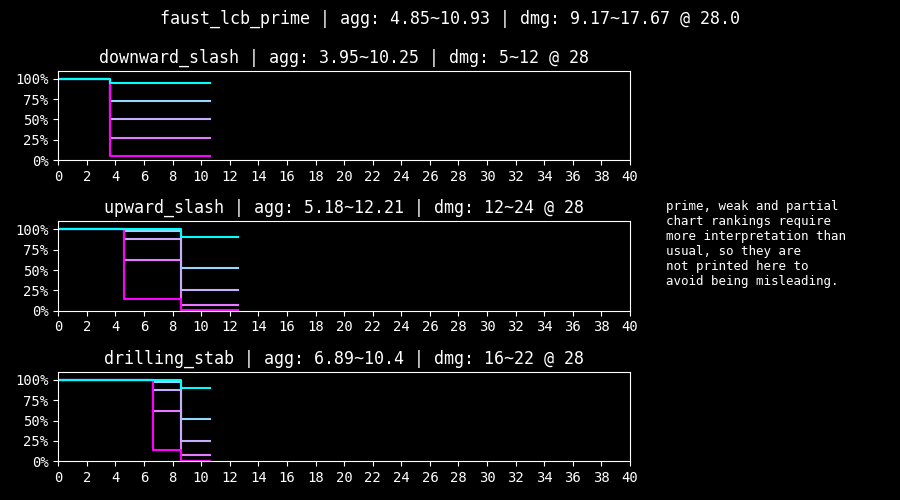 faust_lcb_prime | agg: 4.85~10.93 | dmg: 9.17~17.67 @ 28.0
downward_slash | agg: 3.95~10.25 | dmg: 5~12 @ 28
100%
75%
50%
25%
0%
0 2 4 6 8 10 12 14 16 18 20 22 24 26 28 30 32 34 36 38 40
upward_slash | agg: 5.18~12.21 | dmg: 12~24 @ 28
100%
75%
50%
25%
0%
0 2 4 6 8 10 12 14 16 18 20 22 24 26 28 30 32 34 36 38 40
prime, weak and partial
chart rankings require
more interpretation than
usual, so they are
not printed here to
avoid being misleading.
drilling_stab | agg: 6.89~10.4 | dmg: 16~22 @ 28
100%
75%
50%
25%
0%
0 2 4 6 8 10 12 14 16 18 20 22 24 26 28 30 32 34 36 38 40